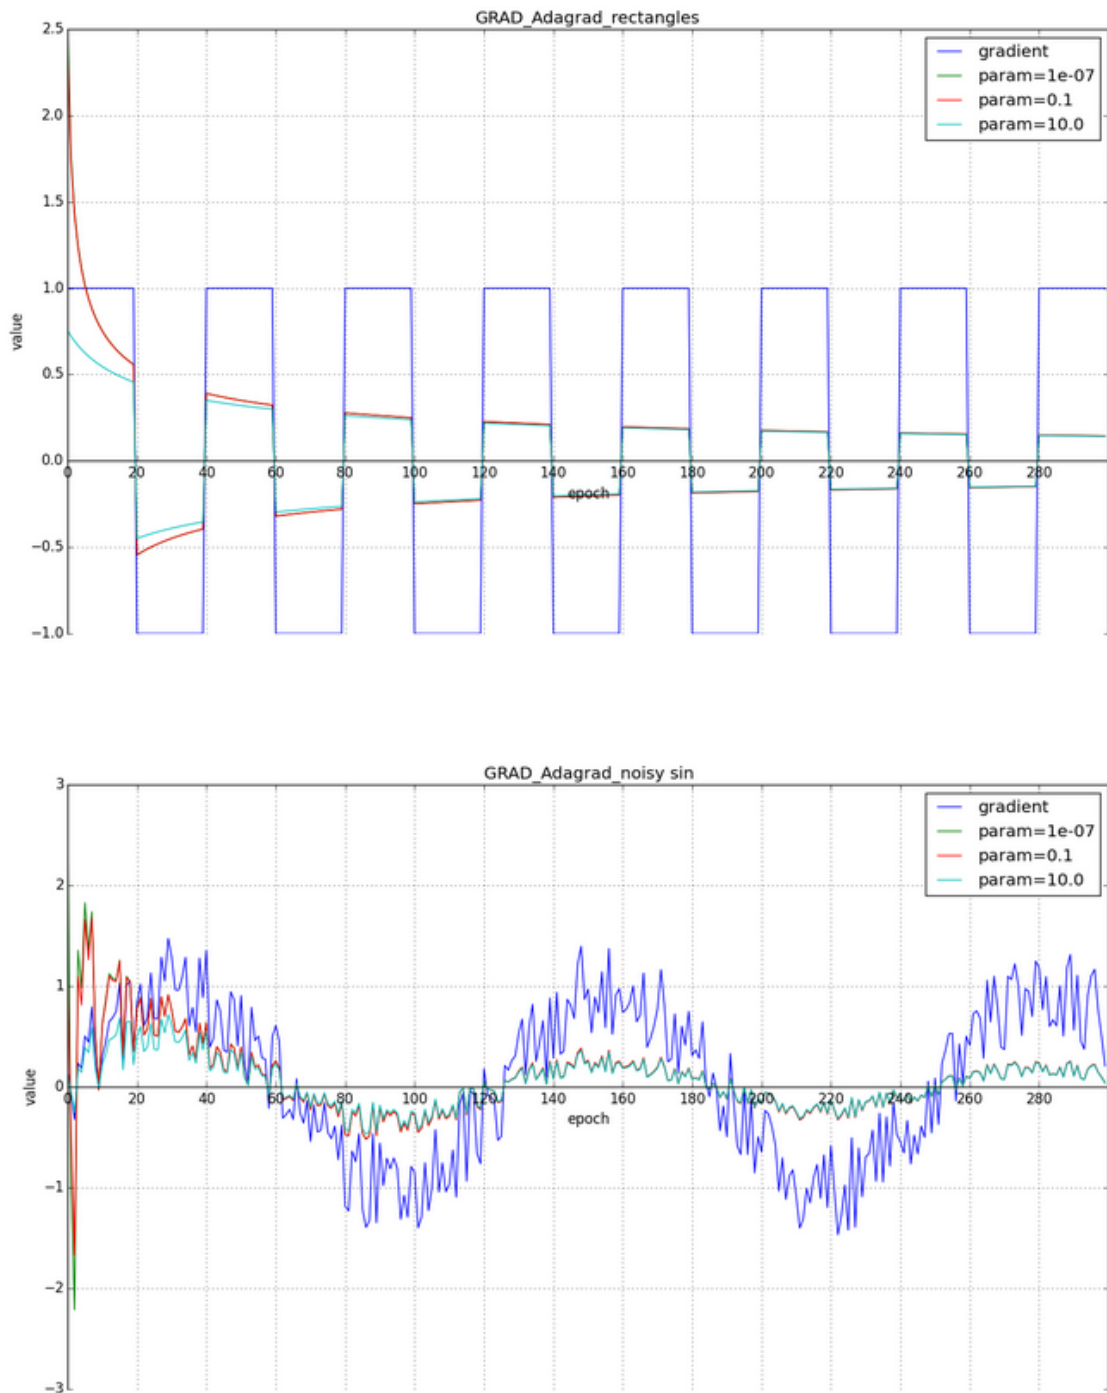 GRAD_Adagrad_rectangles
2.5
2.0
1.5
1.0
0.5
0.0
−0.5
−1.0
value
0 20 40 60 80 100 120 140 160 180 200 220 240 260 280
epoch
gradient
param=1e-07
param=0.1
param=10.0
GRAD_Adagrad_noisy sin
3
2
1
0
−1
−2
−3
value
0 20 40 60 80 100 120 140 160 180 200 220 240 260 280
epoch
gradient
param=1e-07
param=0.1
param=10.0